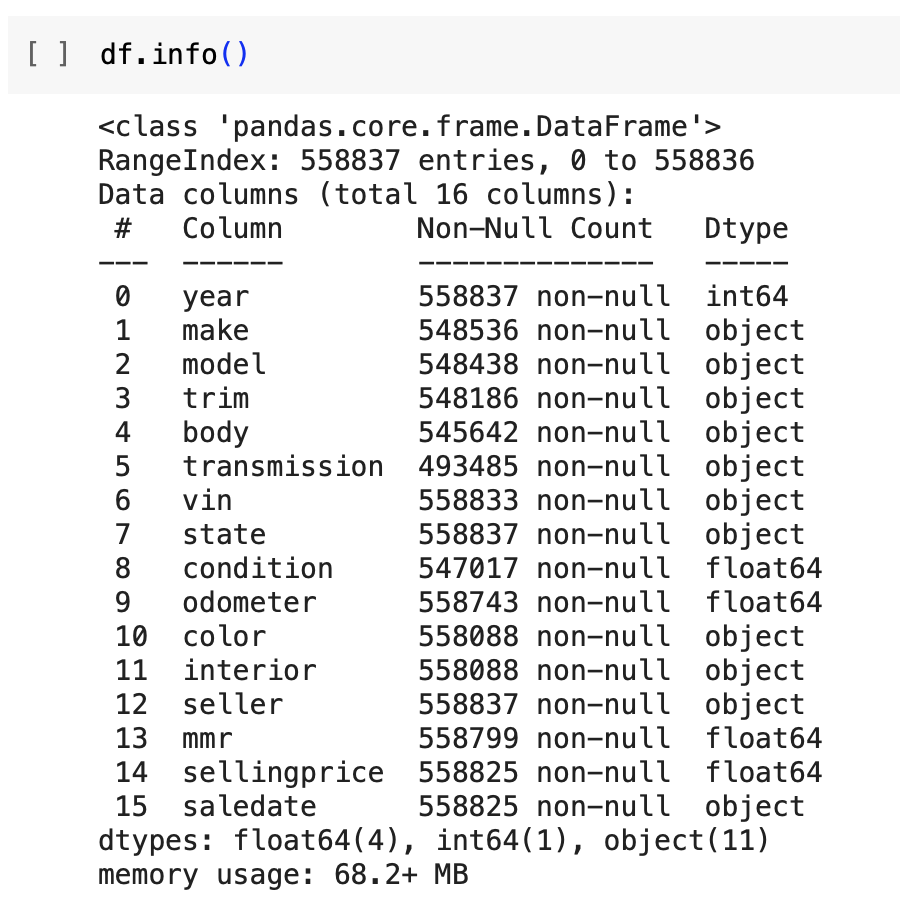 [ ] df.info()
<class 'pandas.core.frame.DataFrame'>
RangeIndex: 558837 entries, 0 to 558836
Data columns (total 16 columns):
 #   Column        Non-Null Count   Dtype
---  ------        --------------   -----
 0   year          558837 non-null  int64
 1   make          548536 non-null  object
 2   model         548438 non-null  object
 3   trim          548186 non-null  object
 4   body          545642 non-null  object
 5   transmission  493485 non-null  object
 6   vin           558833 non-null  object
 7   state         558837 non-null  object
 8   condition     547017 non-null  float64
 9   odometer      558743 non-null  float64
 10  color         558088 non-null  object
 11  interior      558088 non-null  object
 12  seller        558837 non-null  object
 13  mmr           558799 non-null  float64
 14  sellingprice  558825 non-null  float64
 15  saledate      558825 non-null  object
dtypes: float64(4), int64(1), object(11)
memory usage: 68.2+ MB